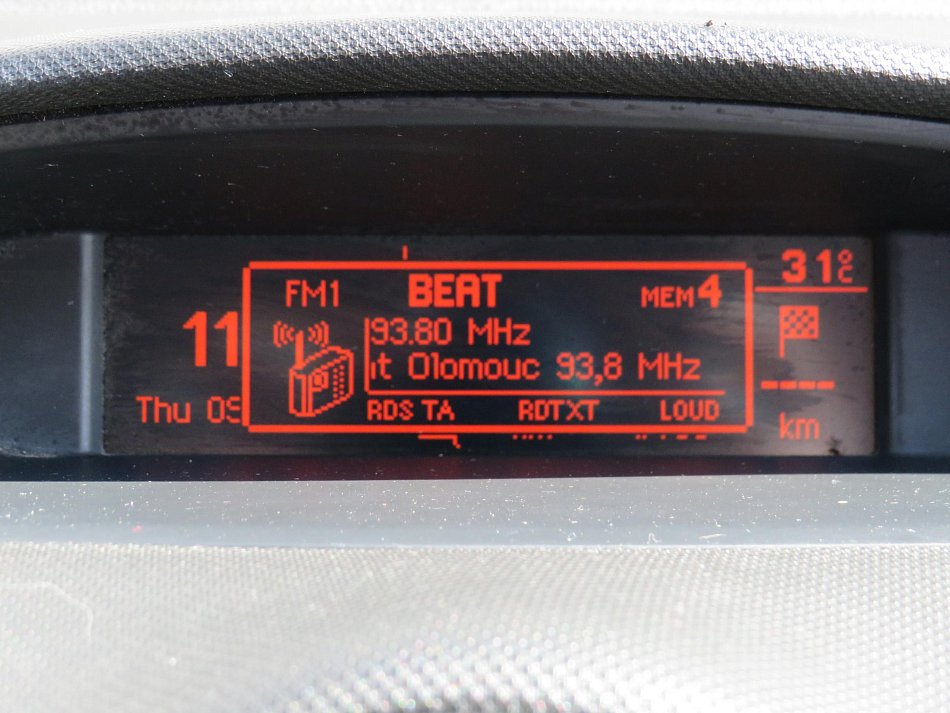 31°C
FM1 BEAT MEM4
11
93.80 MHz
ıt Olomouc 93,8 MHz
Thu 09
RDS TA RDTXT LOUD
----
km